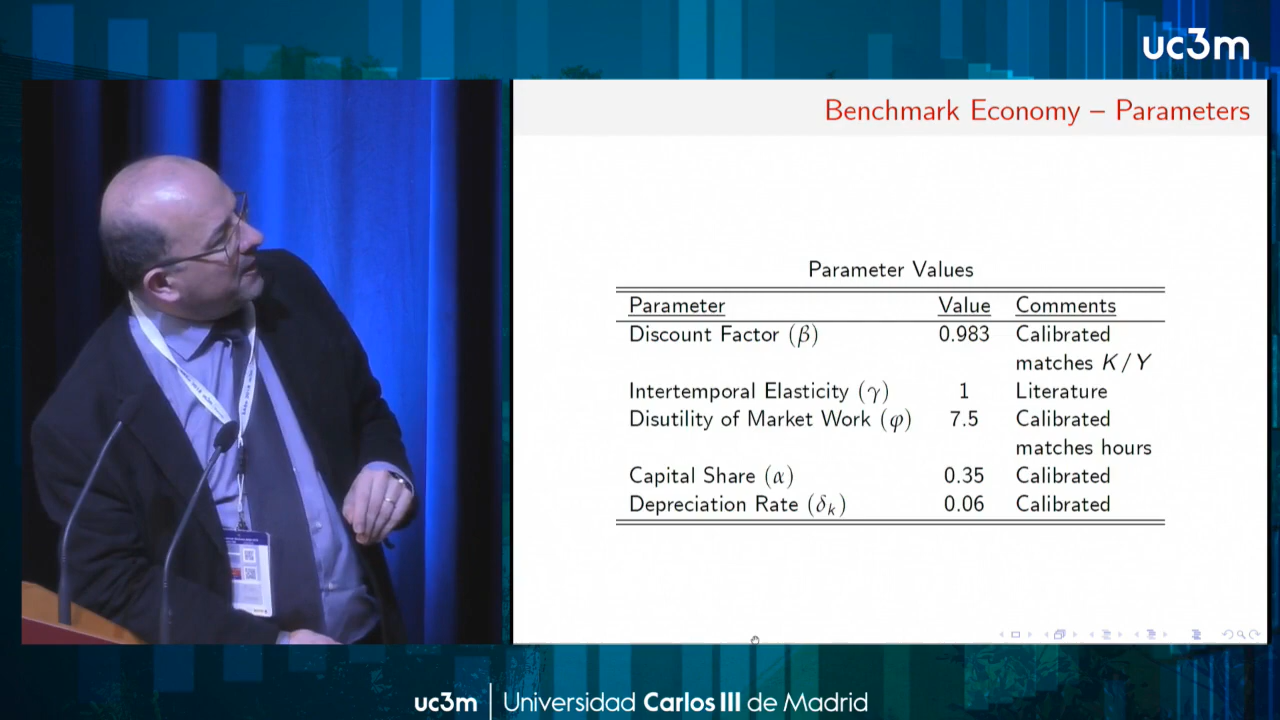 uc3m
Benchmark Economy – Parameters
Parameter Values
Parameter Value Comments
Discount Factor (β) 0.983 Calibrated
matches K/Y
Intertemporal Elasticity (γ) 1 Literature
Disutility of Market Work (φ) 7.5 Calibrated
matches hours
Capital Share (α) 0.35 Calibrated
Depreciation Rate (δk) 0.06 Calibrated
uc3m | Universidad Carlos III de Madrid